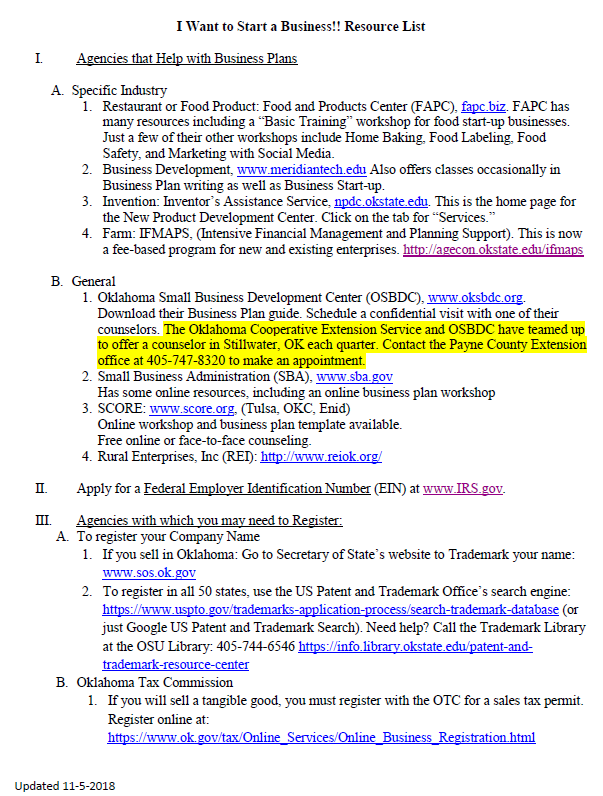 I Want to Start a Business!! Resource List
I. Agencies that Help with Business Plans
A. Specific Industry
1. Restaurant or Food Product: Food and Products Center (FAPC), fapc.biz. FAPC has
many resources including a “Basic Training” workshop for food start-up businesses.
Just a few of their other workshops include Home Baking, Food Labeling, Food
Safety, and Marketing with Social Media.
2. Business Development, www.meridiantech.edu Also offers classes occasionally in
Business Plan writing as well as Business Start-up.
3. Invention: Inventor’s Assistance Service, npdc.okstate.edu. This is the home page for
the New Product Development Center. Click on the tab for “Services.”
4. Farm: IFMAPS, (Intensive Financial Management and Planning Support). This is now
a fee-based program for new and existing enterprises. http://agecon.okstate.edu/ifmaps
B. General
1. Oklahoma Small Business Development Center (OSBDC), www.oksbdc.org.
Download their Business Plan guide. Schedule a confidential visit with one of their
counselors. The Oklahoma Cooperative Extension Service and OSBDC have teamed up
to offer a counselor in Stillwater, OK each quarter. Contact the Payne County Extension
office at 405-747-8320 to make an appointment.
2. Small Business Administration (SBA), www.sba.gov
Has some online resources, including an online business plan workshop
3. SCORE: www.score.org, (Tulsa, OKC, Enid)
Online workshop and business plan template available.
Free online or face-to-face counseling.
4. Rural Enterprises, Inc (REI): http://www.reiok.org/
II. Apply for a Federal Employer Identification Number (EIN) at www.IRS.gov.
III. Agencies with which you may need to Register:
A. To register your Company Name
1. If you sell in Oklahoma: Go to Secretary of State’s website to Trademark your name:
www.sos.ok.gov
2. To register in all 50 states, use the US Patent and Trademark Office’s search engine:
https://www.uspto.gov/trademarks-application-process/search-trademark-database (or
just Google US Patent and Trademark Search). Need help? Call the Trademark Library
at the OSU Library: 405-744-6546 https://info.library.okstate.edu/patent-and-
trademark-resource-center
B. Oklahoma Tax Commission
1. If you will sell a tangible good, you must register with the OTC for a sales tax permit.
Register online at:
https://www.ok.gov/tax/Online_Services/Online_Business_Registration.html
Updated 11-5-2018